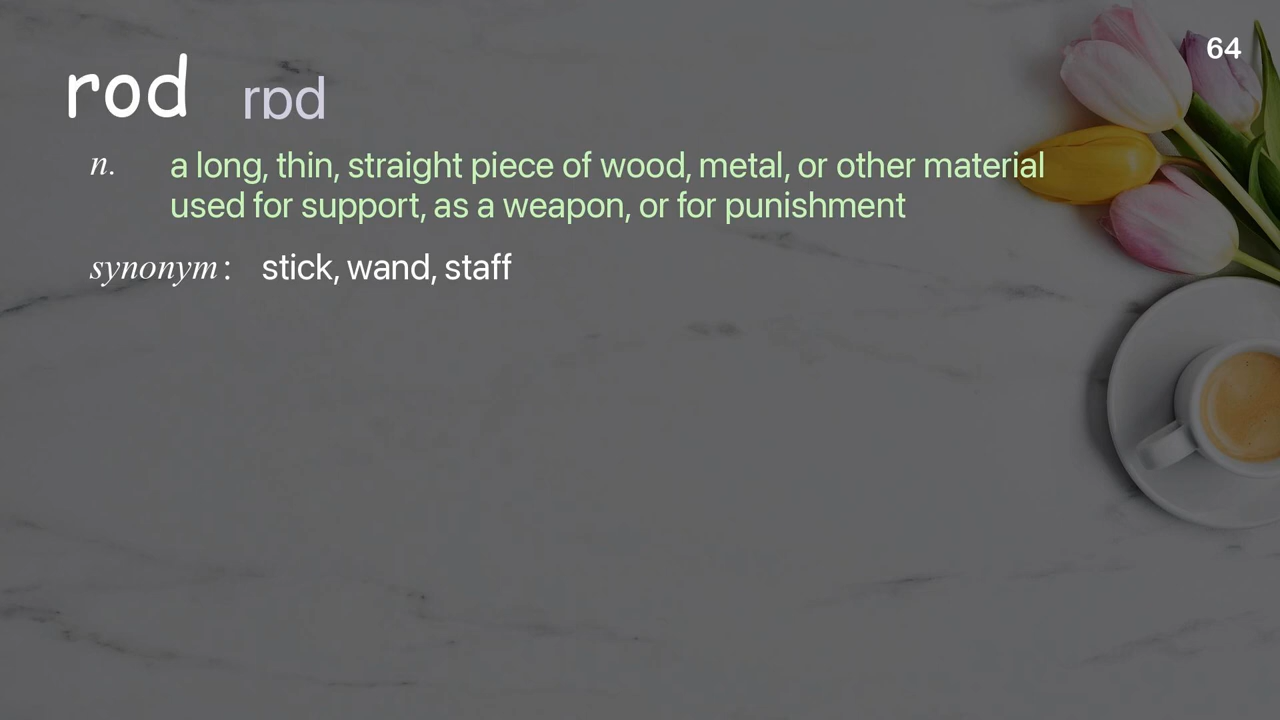 64
rod rɒd
n. a long, thin, straight piece of wood, metal, or other material
used for support, as a weapon, or for punishment
synonym: stick, wand, staff